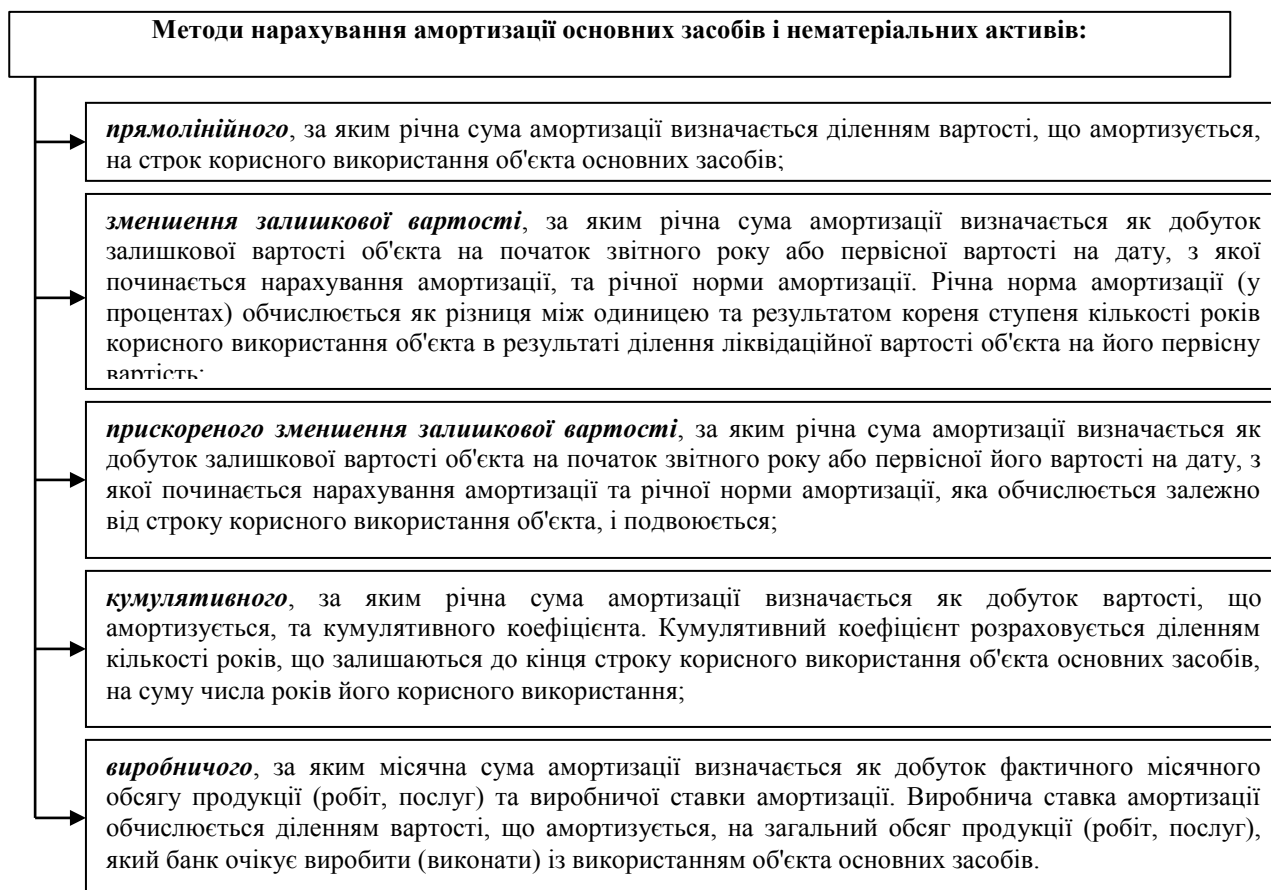 Методи нарахування амортизації основних засобів і нематеріальних активів:
прямолінійного, за яким річна сума амортизації визначається діленням вартості, що амортизується,
на строк корисного використання об'єкта основних засобів;
зменшення залишкової вартості, за яким річна сума амортизації визначається як добуток
залишкової вартості об'єкта на початок звітного року або первісної вартості на дату, з якої
починається нарахування амортизації, та річної норми амортизації. Річна норма амортизації (у
процентах) обчислюється як різниця між одиницею та результатом кореня ступеня кількості років
корисного використання об'єкта в результаті ділення ліквідаційної вартості об'єкта на його первісну
вартість;
прискореного зменшення залишкової вартості, за яким річна сума амортизації визначається як
добуток залишкової вартості об'єкта на початок звітного року або первісної його вартості на дату, з
якої починається нарахування амортизації та річної норми амортизації, яка обчислюється залежно
від строку корисного використання об'єкта, і подвоюється;
кумулятивного, за яким річна сума амортизації визначається як добуток вартості, що
амортизується, та кумулятивного коефіцієнта. Кумулятивний коефіцієнт розраховується діленням
кількості років, що залишаються до кінця строку корисного використання об'єкта основних засобів,
на суму числа років його корисного використання;
виробничого, за яким місячна сума амортизації визначається як добуток фактичного місячного
обсягу продукції (робіт, послуг) та виробничої ставки амортизації. Виробнича ставка амортизації
обчислюється діленням вартості, що амортизується, на загальний обсяг продукції (робіт, послуг),
який банк очікує виробити (виконати) із використанням об'єкта основних засобів.